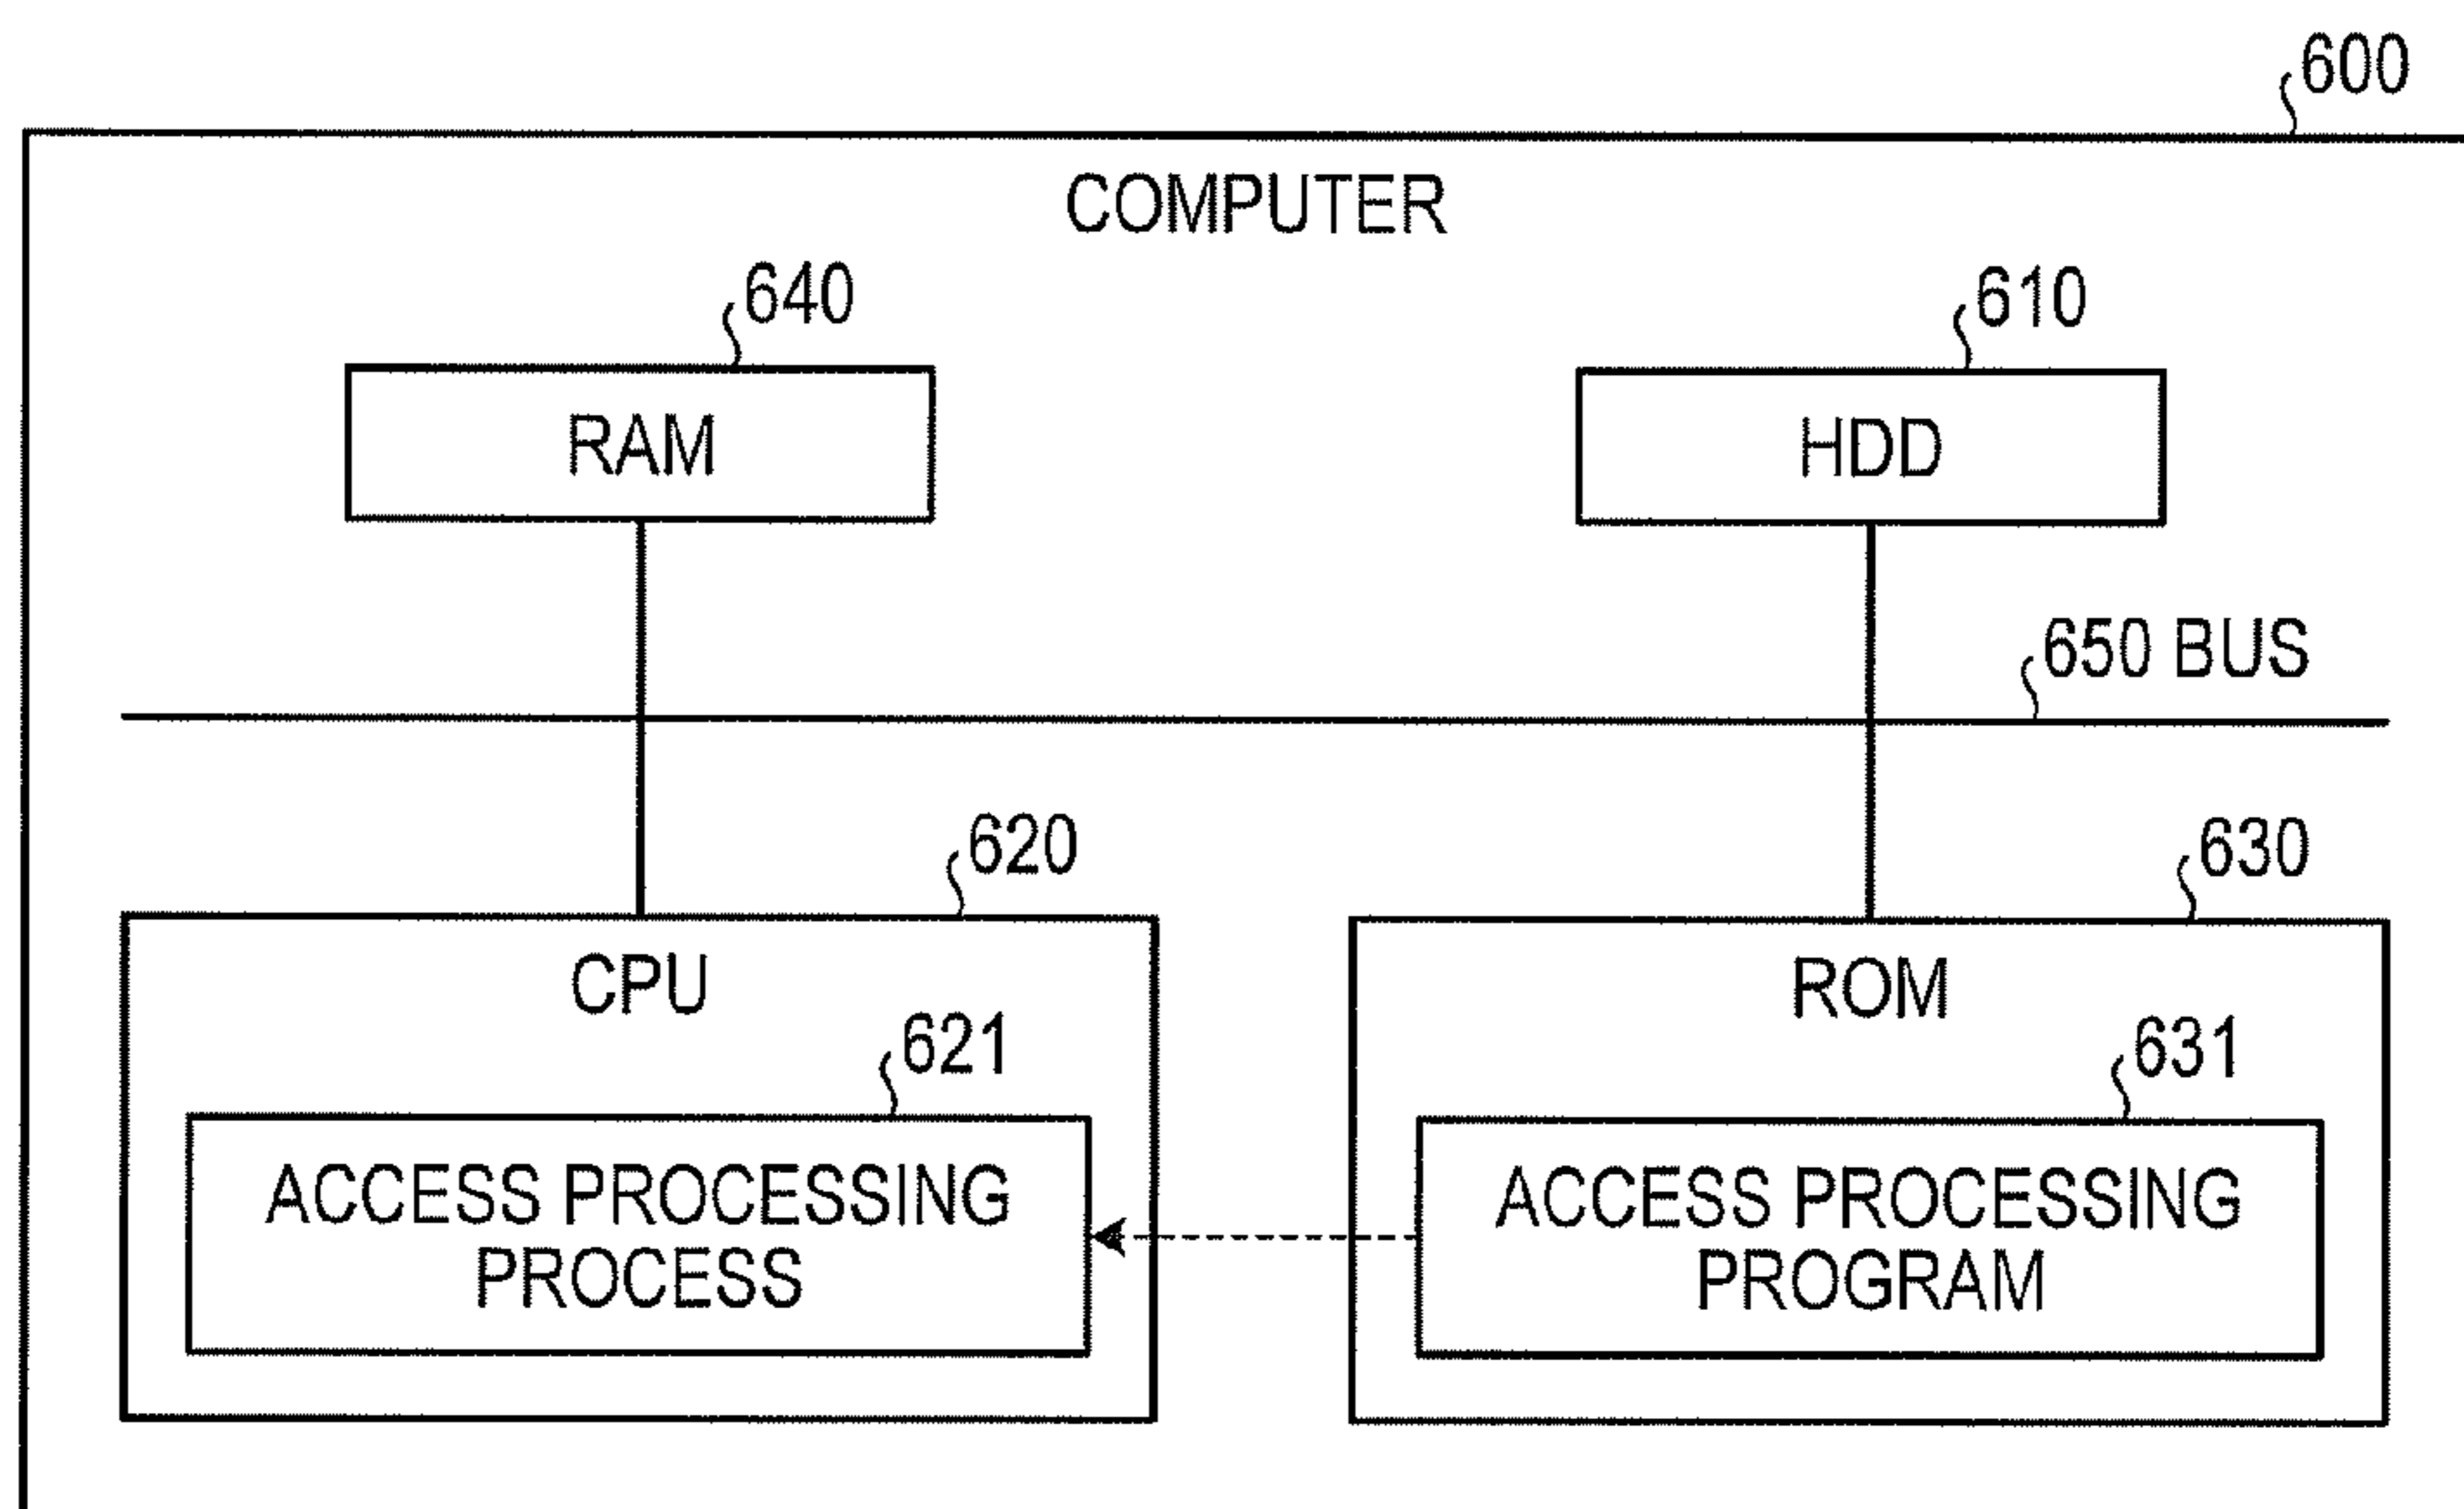 600
COMPUTER
640
610
RAM
HDD
650 BUS
620
630
CPU
ROM
621
631
ACCESS PROCESSING
PROCESS
ACCESS PROCESSING
PROGRAM